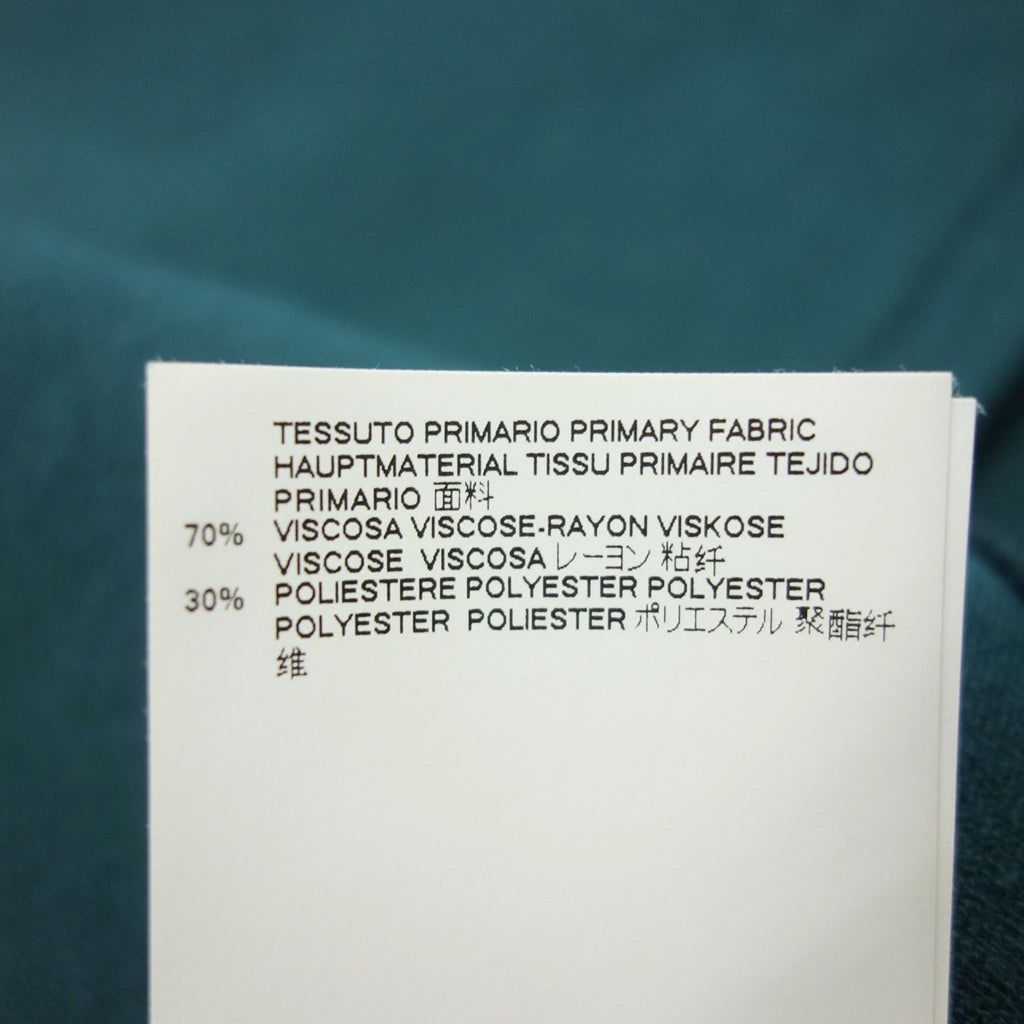 TESSUTO PRIMARIO PRIMARY FABRIC
HAUPTMATERIAL TISSU PRIMAIRE TEJIDO
PRIMARIO 面料
70% VISCOSA VISCOSE-RAYON VISKOSE
VISCOSE VISCOSA レーヨン 粘纤
30% POLIESTERE POLYESTER POLYESTER
POLYESTER POLIESTER ポリエステル 聚酯纤
维